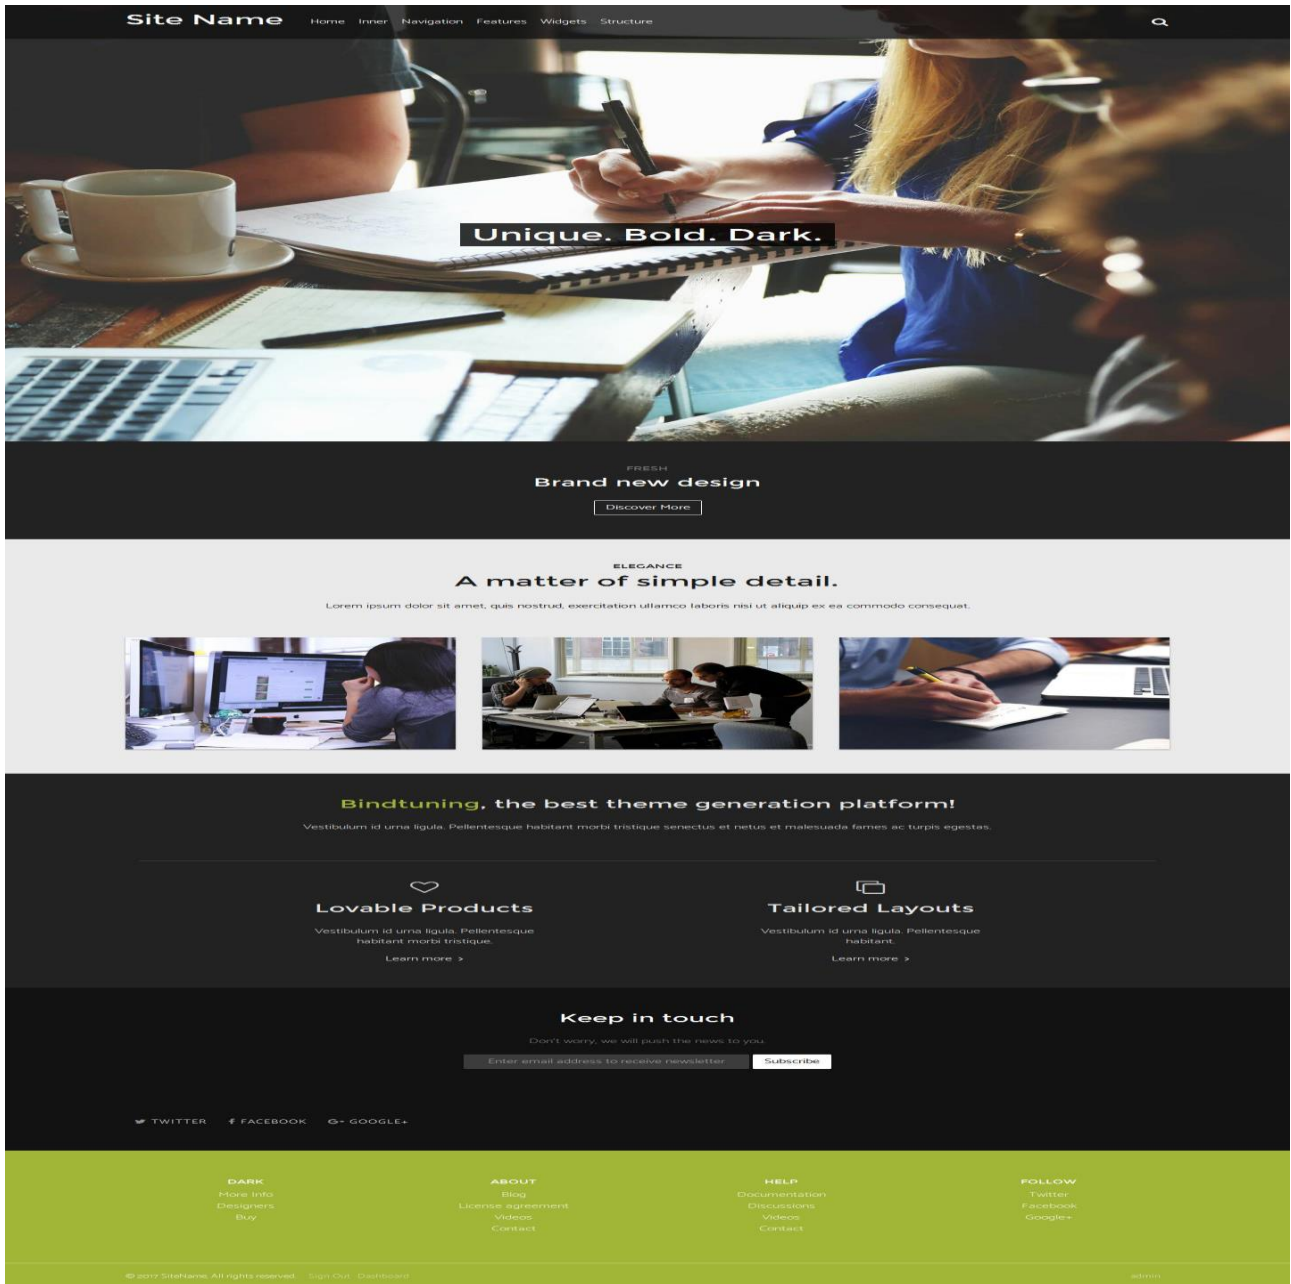 Site Name
Home Inner Navigation Features Widgets Structure
Unique. Bold. Dark.
FRESH
Brand new design
Discover More
ELEGANCE
A matter of simple detail.
Lorem ipsum dolor sit amet, quis nostrud, exercitation ullamco laboris nisi ut aliquip ex ea commodo consequat.
Bindtuning, the best theme generation platform!
Vestibulum id urna ligula. Pellentesque habitant morbi tristique senectus et netus et malesuada fames ac turpis egestas.
Lovable Products
Vestibulum id urna ligula. Pellentesque
habitant morbi tristique.
Learn more >
Tailored Layouts
Vestibulum id urna ligula. Pellentesque
habitant.
Learn more >
Keep in touch
Don't worry, we will push the news to you.
Enter email address to receive newsletter Subscribe
TWITTER FACEBOOK G+ GOOGLE+
DARK
More Info
Designers
Buy
ABOUT
Blog
License agreement
Videos
Contact
HELP
Documentation
Discussions
Videos
Contact
FOLLOW
Twitter
Facebook
Google+
© 2017 SiteName. All rights reserved. Sign Out Dashboard admin